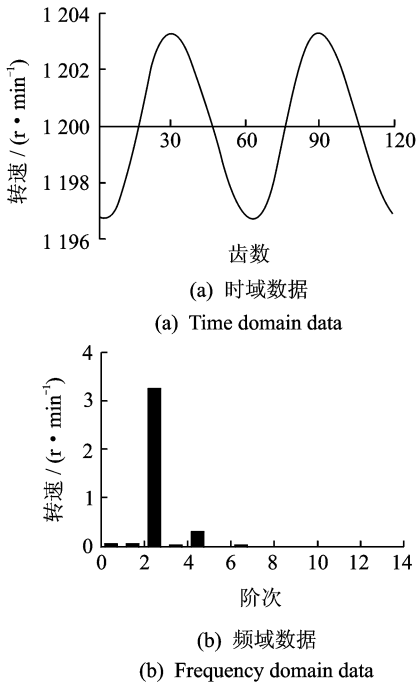 1 204
1 202
1 200
1 198
1 196
转速 / (r • min⁻¹)
30 60 90 120
齿数
(a) 时域数据
(a) Time domain data
4
3
2
1
0
转速 / (r • min⁻¹)
0 2 4 6 8 10 12 14
阶次
(b) 频域数据
(b) Frequency domain data